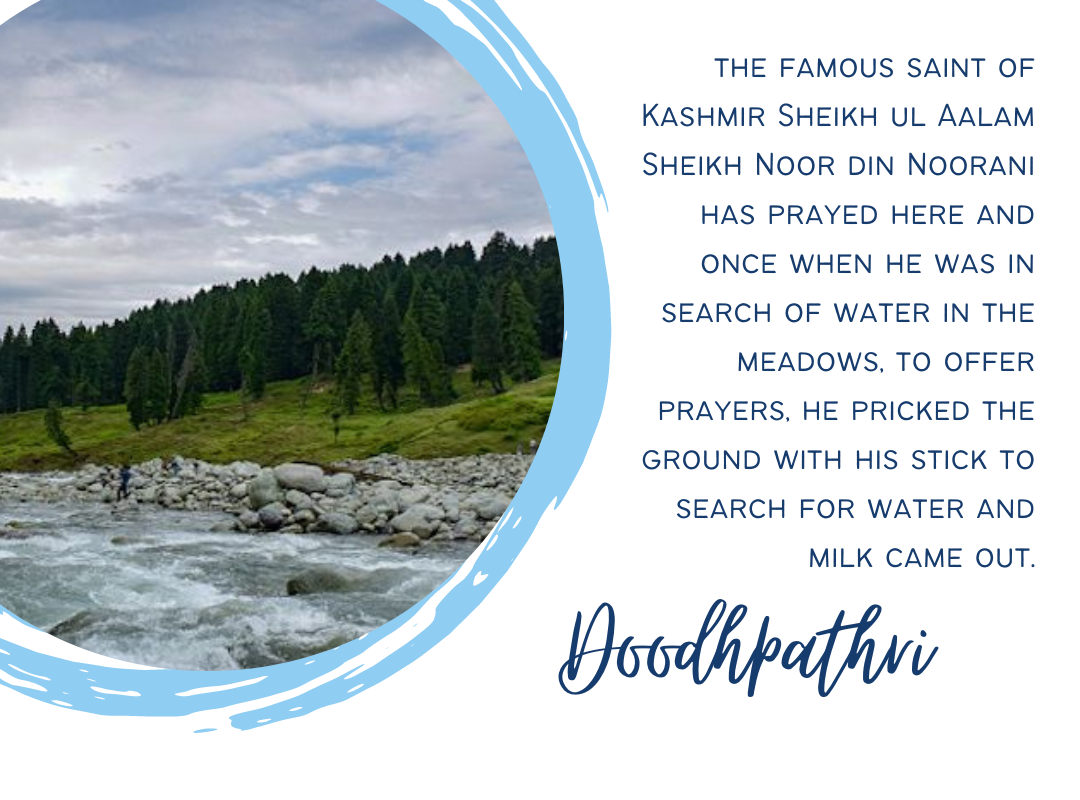 THE FAMOUS SAINT OF
KASHMIR SHEIKH UL AALAM
SHEIKH NOOR DIN NOORANI
HAS PRAYED HERE AND
ONCE WHEN HE WAS IN
SEARCH OF WATER IN THE
MEADOWS, TO OFFER
PRAYERS, HE PRICKED THE
GROUND WITH HIS STICK TO
SEARCH FOR WATER AND
MILK CAME OUT.
Doodhpathri